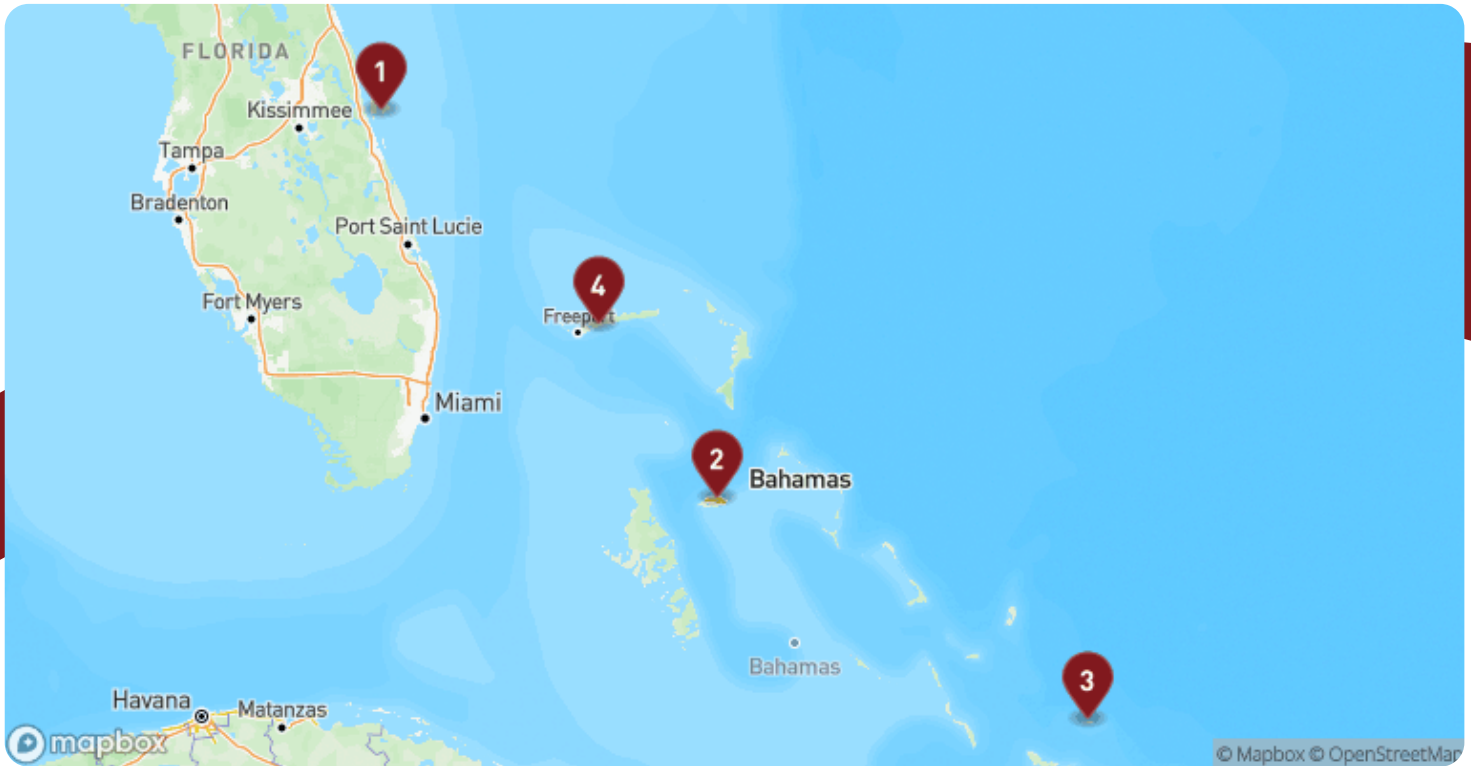 FLORIDA
1
Kissimmee
Tampa
Bradenton
Port Saint Lucie
4
Fort Myers
Freeport
Miami
2
Bahamas
Bahamas
3
Havana
Matanzas
mapbox
© Mapbox © OpenStreetMap